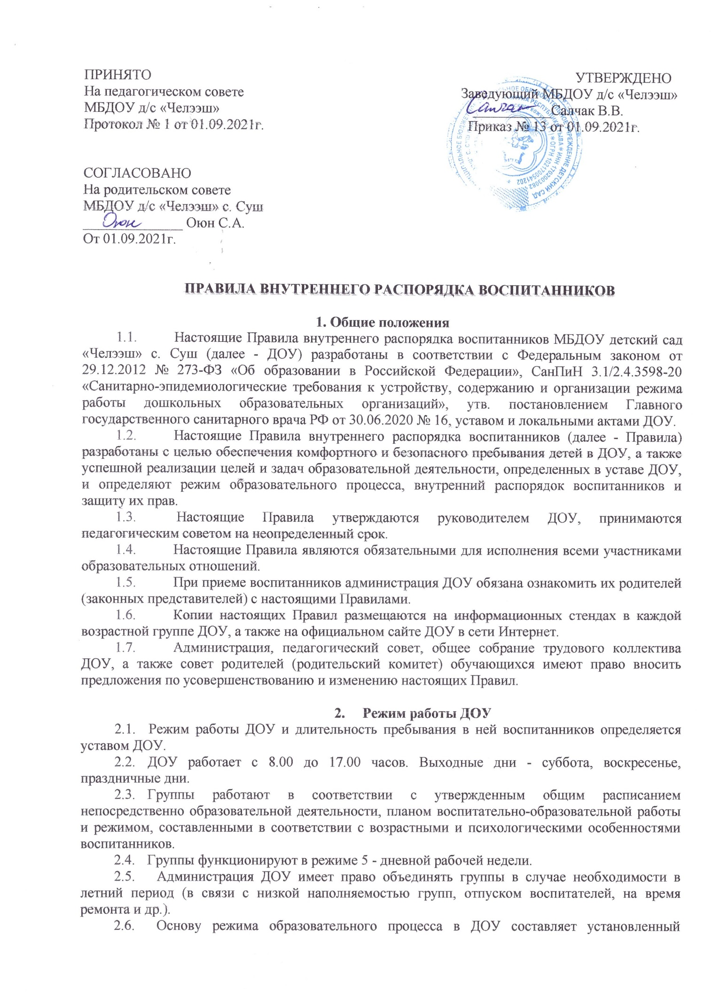 ПРИНЯТО
На педагогическом совете
МБДОУ д/с «Челээш»
Протокол № 1 от 01.09.2021г.
УТВЕРЖДЕНО
Заведующий МБДОУ д/с «Челээш»
Салчак Салчак В.В.
Приказ № 13 от 01.09.2021г.
СОГЛАСОВАНО
На родительском совете
МБДОУ д/с «Челээш» с. Суш
Оюн Оюн С.А.
От 01.09.2021г.
ПРАВИЛА ВНУТРЕННЕГО РАСПОРЯДКА ВОСПИТАННИКОВ
1. Общие положения
1.1. Настоящие Правила внутреннего распорядка воспитанников МБДОУ детский сад
«Челээш» с. Суш (далее - ДОУ) разработаны в соответствии с Федеральным законом от
29.12.2012 № 273-ФЗ «Об образовании в Российской Федерации», СанПиН 3.1/2.4.3598-20
«Санитарно-эпидемиологические требования к устройству, содержанию и организации режима
работы дошкольных образовательных организаций», утв. постановлением Главного
государственного санитарного врача РФ от 30.06.2020 № 16, уставом и локальными актами ДОУ.
1.2. Настоящие Правила внутреннего распорядка воспитанников (далее - Правила)
разработаны с целью обеспечения комфортного и безопасного пребывания детей в ДОУ, а также
успешной реализации целей и задач образовательной деятельности, определенных в уставе ДОУ,
и определяют режим образовательного процесса, внутренний распорядок воспитанников и
защиту их прав.
1.3. Настоящие Правила утверждаются руководителем ДОУ, принимаются
педагогическим советом на неопределенный срок.
1.4. Настоящие Правила являются обязательными для исполнения всеми участниками
образовательных отношений.
1.5. При приеме воспитанников администрация ДОУ обязана ознакомить их родителей
(законных представителей) с настоящими Правилами.
1.6. Копии настоящих Правил размещаются на информационных стендах в каждой
возрастной группе ДОУ, а также на официальном сайте ДОУ в сети Интернет.
1.7. Администрация, педагогический совет, общее собрание трудового коллектива
ДОУ, а также совет родителей (родительский комитет) обучающихся имеют право вносить
предложения по усовершенствованию и изменению настоящих Правил.
2. Режим работы ДОУ
2.1. Режим работы ДОУ и длительность пребывания в ней воспитанников определяется
уставом ДОУ.
2.2. ДОУ работает с 8.00 до 17.00 часов. Выходные дни - суббота, воскресенье,
праздничные дни.
2.3. Группы работают в соответствии с утвержденным общим расписанием
непосредственно образовательной деятельности, планом воспитательно-образовательной работы
и режимом, составленными в соответствии с возрастными и психологическими особенностями
воспитанников.
2.4. Группы функционируют в режиме 5 - дневной рабочей недели.
2.5. Администрация ДОУ имеет право объединять группы в случае необходимости в
летний период (в связи с низкой наполняемостью групп, отпуском воспитателей, на время
ремонта и др.).
2.6. Основу режима образовательного процесса в ДОУ составляет установленный